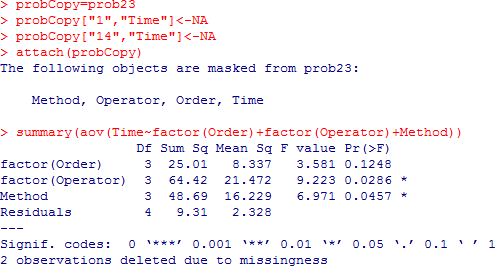 > probCopy=prob23
> probCopy["1","Time"]<-NA
> probCopy["14","Time"]<-NA
> attach(probCopy)
The following objects are masked from prob23:
    Method, Operator, Order, Time
> summary(aov(Time~factor(Order)+factor(Operator)+Method))
                 Df Sum Sq Mean Sq F value Pr(>F)
factor(Order)     3  25.01   8.337   3.581 0.1248
factor(Operator)  3  64.42  21.472   9.223 0.0286 *
Method            3  48.69  16.229   6.971 0.0457 *
Residuals         4   9.31   2.328
---
Signif. codes:  0 ‘***’ 0.001 ‘**’ 0.01 ‘*’ 0.05 ‘.’ 0.1 ‘ ’ 1
2 observations deleted due to missingness